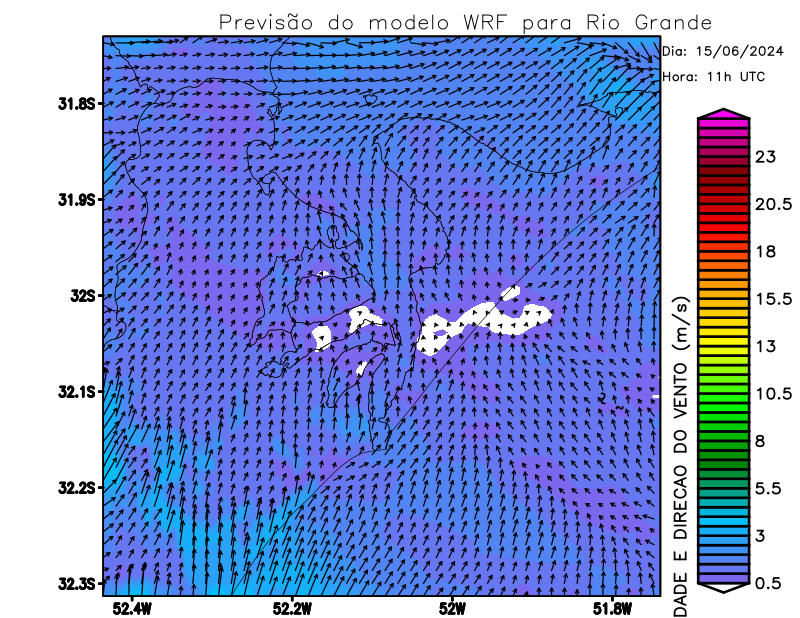 Previsão do modelo WRF para Rio Grande
Dia: 15/06/2024
Hora: 11h UTC
31.8S
31.9S
32S
32.1S
32.2S
32.3S
52.4W
52.2W
52W
51.8W
23
20.5
18
15.5
13
10.5
8
5.5
3
0.5
DADE E DIRECAO DO VENTO (m/s)